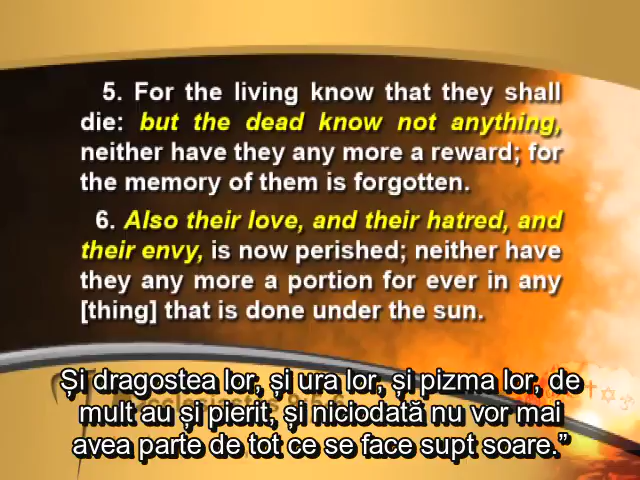 5. For the living know that they shall
die: but the dead know not anything,
neither have they any more a reward; for
the memory of them is forgotten.
6. Also their love, and their hatred, and
their envy, is now perished; neither have
they any more a portion for ever in any
[thing] that is done under the sun.
Și dragostea lor, și ura lor, și pizma lor, de
mult au și pierit, și niciodată nu vor mai
avea parte de tot ce se face supt soare.”